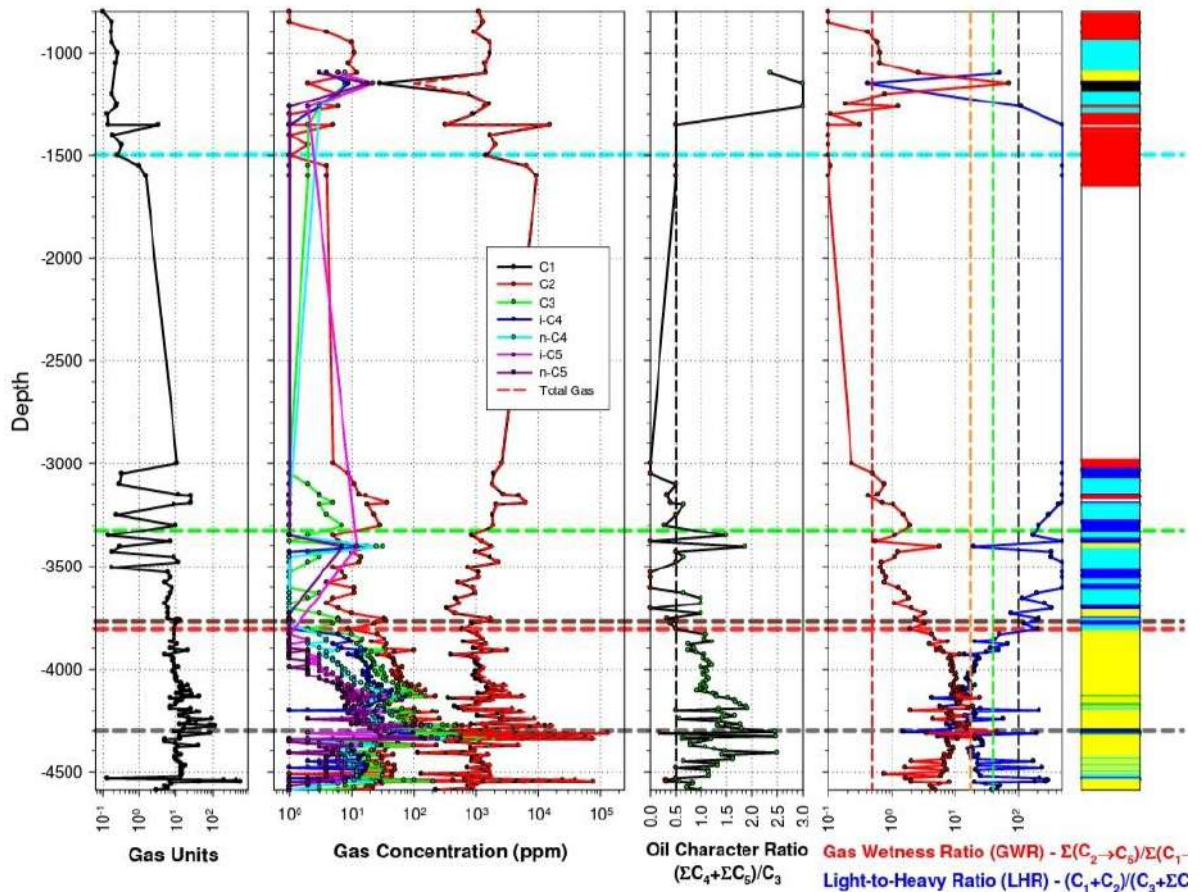 Depth
-1000
-1500
-2000
-2500
-3000
-3500
-4000
-4500
C1
C2
C3
i-C4
n-C4
i-C5
n-C5
Total Gas
10⁻¹ 10⁰ 10¹ 10²
10⁰ 10¹ 10² 10³ 10⁴ 10⁵
0.0 0.5 1.0 1.5 2.0 2.5 3.0
10⁻¹ 10⁰ 10¹ 10²
Gas Units
Gas Concentration (ppm)
Oil Character Ratio
(ΣC₄+ΣC₅)/C₃
Gas Wetness Ratio (GWR) - Σ(C₂→C₅)/Σ(C₁→
Light-to-Heavy Ratio (LHR) - (C₁+C₂)/(C₃+ΣC